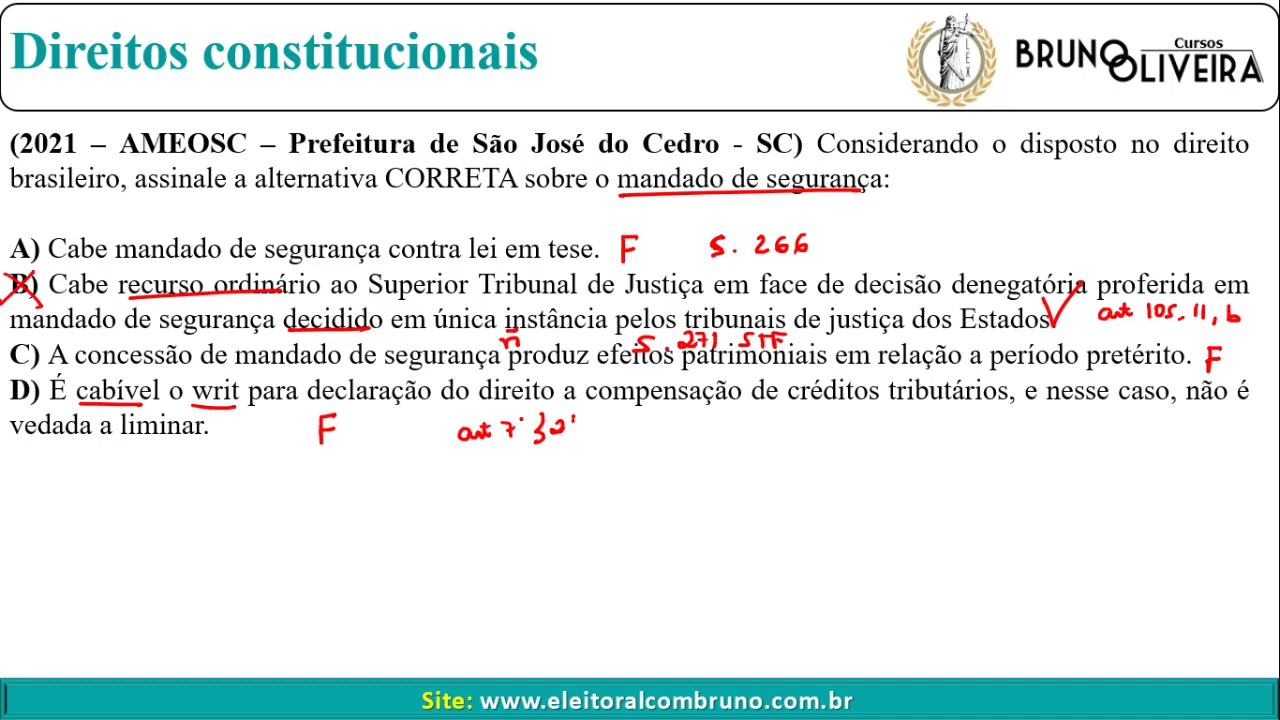 Direitos constitucionais
Cursos
BRUNO OLIVEIRA
LEX
(2021 – AMEOSC – Prefeitura de São José do Cedro - SC) Considerando o disposto no direito
brasileiro, assinale a alternativa CORRETA sobre o mandado de segurança:
A) Cabe mandado de segurança contra lei em tese. F S. 266
B) Cabe recurso ordinário ao Superior Tribunal de Justiça em face de decisão denegatória proferida em
mandado de segurança decidido em única instância pelos tribunais de justiça dos Estados art 105. II, b
ñ S. 271 STF
C) A concessão de mandado de segurança produz efeitos patrimoniais em relação a período pretérito. F
D) É cabível o writ para declaração do direito a compensação de créditos tributários, e nesse caso, não é
vedada a liminar. F art 7º § 2º
Site: www.eleitoralcombruno.com.br